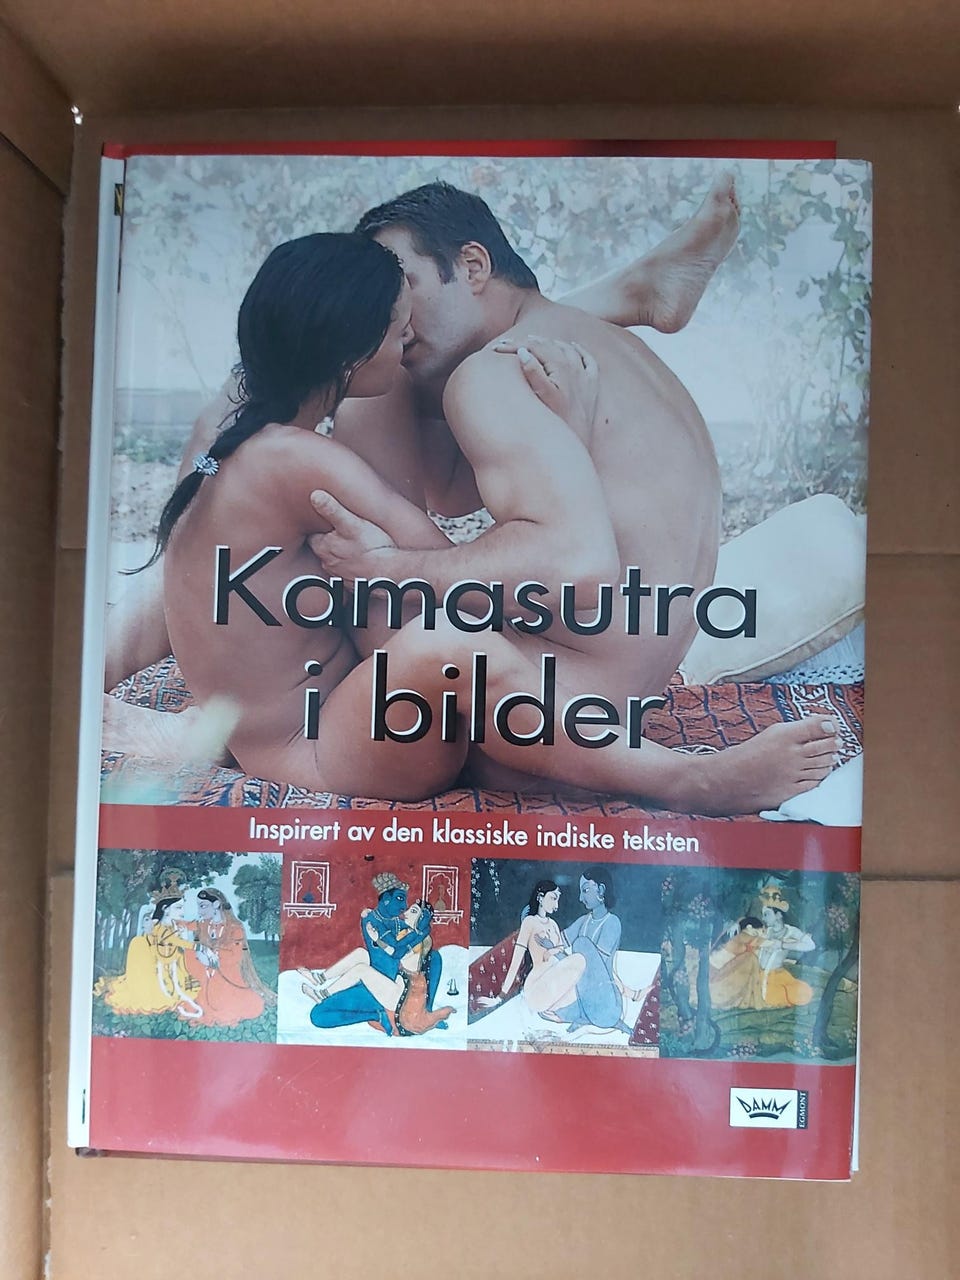 Kamasutra
i bilder
Inspirert av den klassiske indiske teksten
DAMM
EGMONT